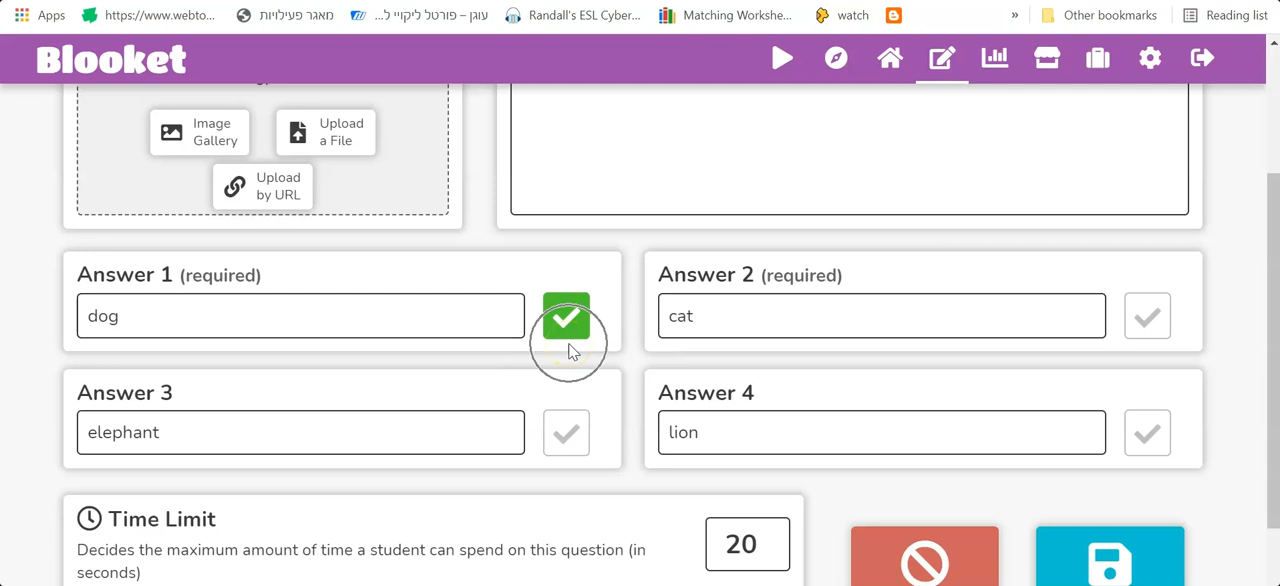 Apps
https://www.webto...
מאגר פעילויות
עוגן – פורטל ליקויי ל...
Randall's ESL Cyber...
Matching Workshe...
watch
»
Other bookmarks
Reading list
Blooket
Image
Gallery
Upload
a File
Upload
by URL
Answer 1 (required)
dog
Answer 2 (required)
cat
Answer 3
elephant
Answer 4
lion
Time Limit
Decides the maximum amount of time a student can spend on this question (in
seconds)
20